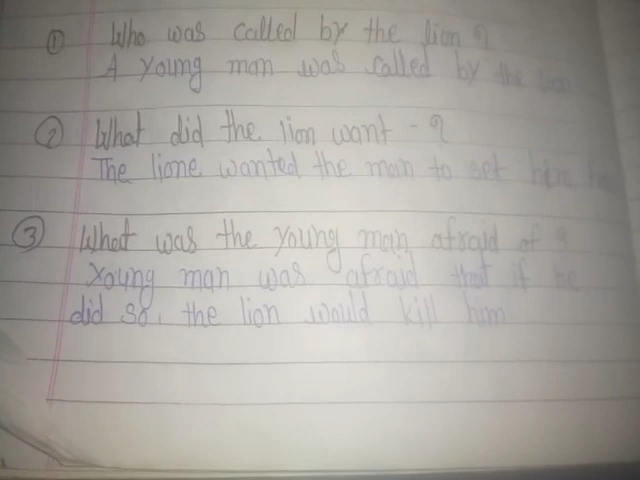 ① Who was called by the lion ?
A young man was called by the lion
② What did the lion want - ?
The lione wanted the man to set him
③ What was the young man afraid of ?
young man was afraid that if he
did so, the lion would kill him